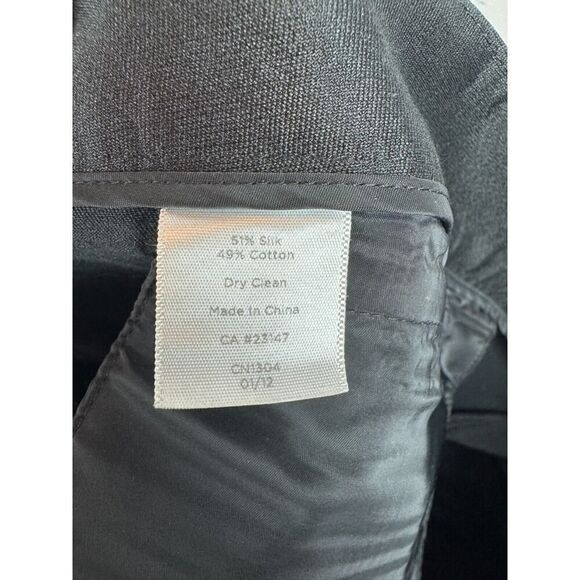 51% Silk
49% Cotton
Dry Clean
Made In China
CA #23147
CN1304
01/12